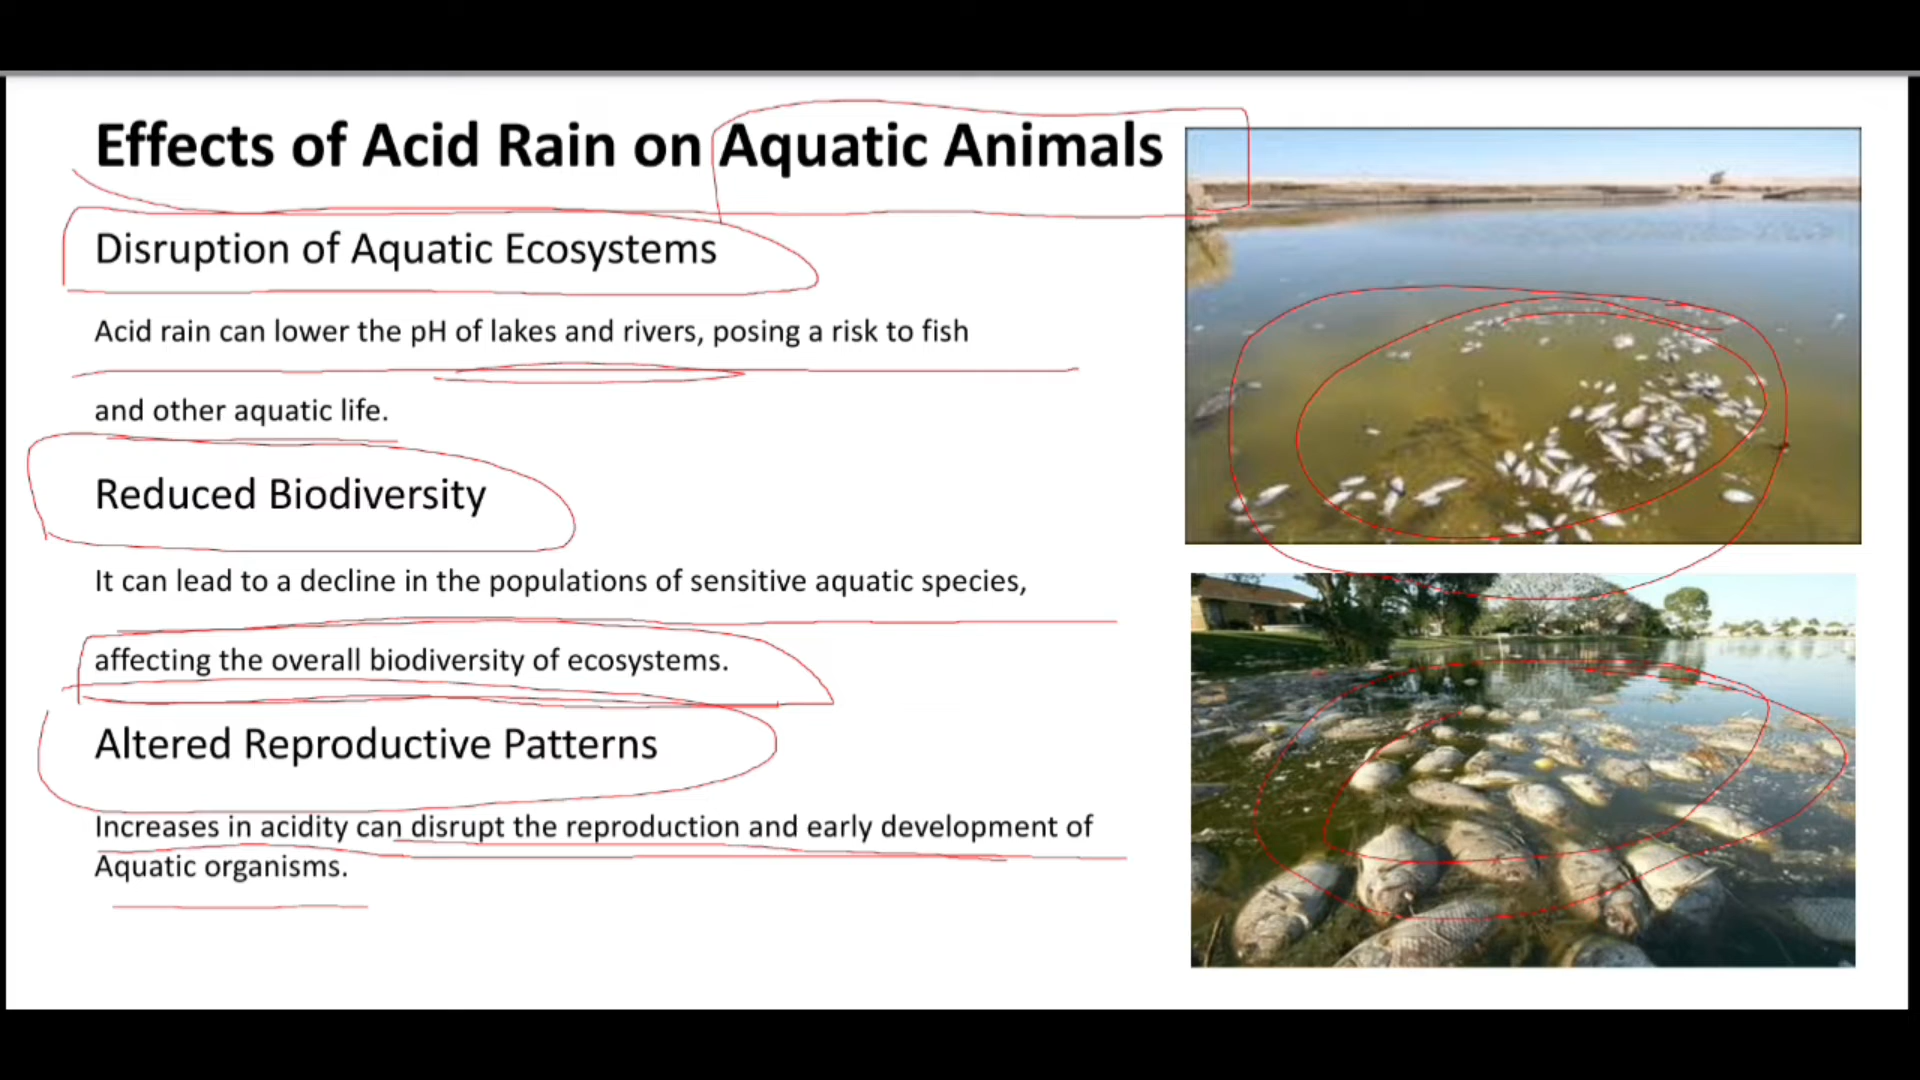 Effects of Acid Rain on Aquatic Animals
Disruption of Aquatic Ecosystems
Acid rain can lower the pH of lakes and rivers, posing a risk to fish
and other aquatic life.
Reduced Biodiversity
It can lead to a decline in the populations of sensitive aquatic species,
affecting the overall biodiversity of ecosystems.
Altered Reproductive Patterns
Increases in acidity can disrupt the reproduction and early development of
Aquatic organisms.